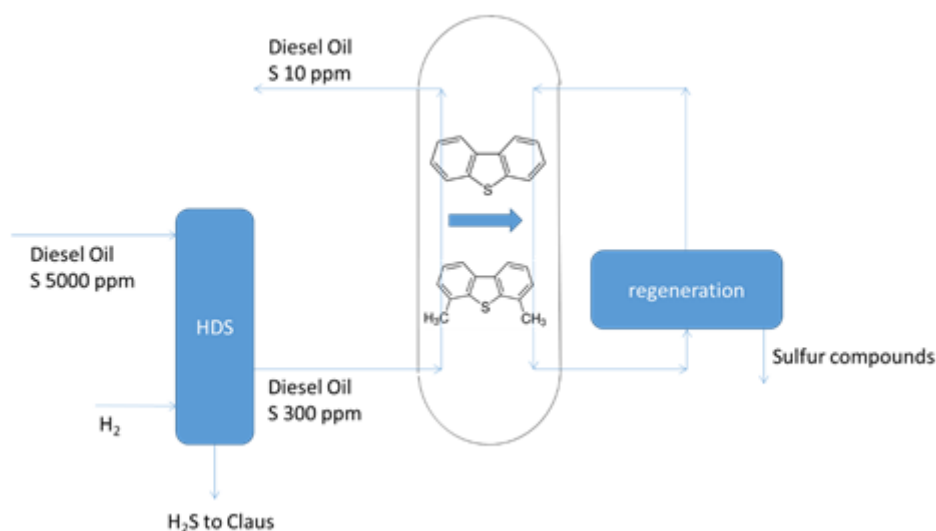 Diesel Oil
S 10 ppm
S
Diesel Oil
S 5000 ppm
HDS
S
H₃C
CH₃
regeneration
Sulfur compounds
Diesel Oil
S 300 ppm
H₂
H₂S to Claus